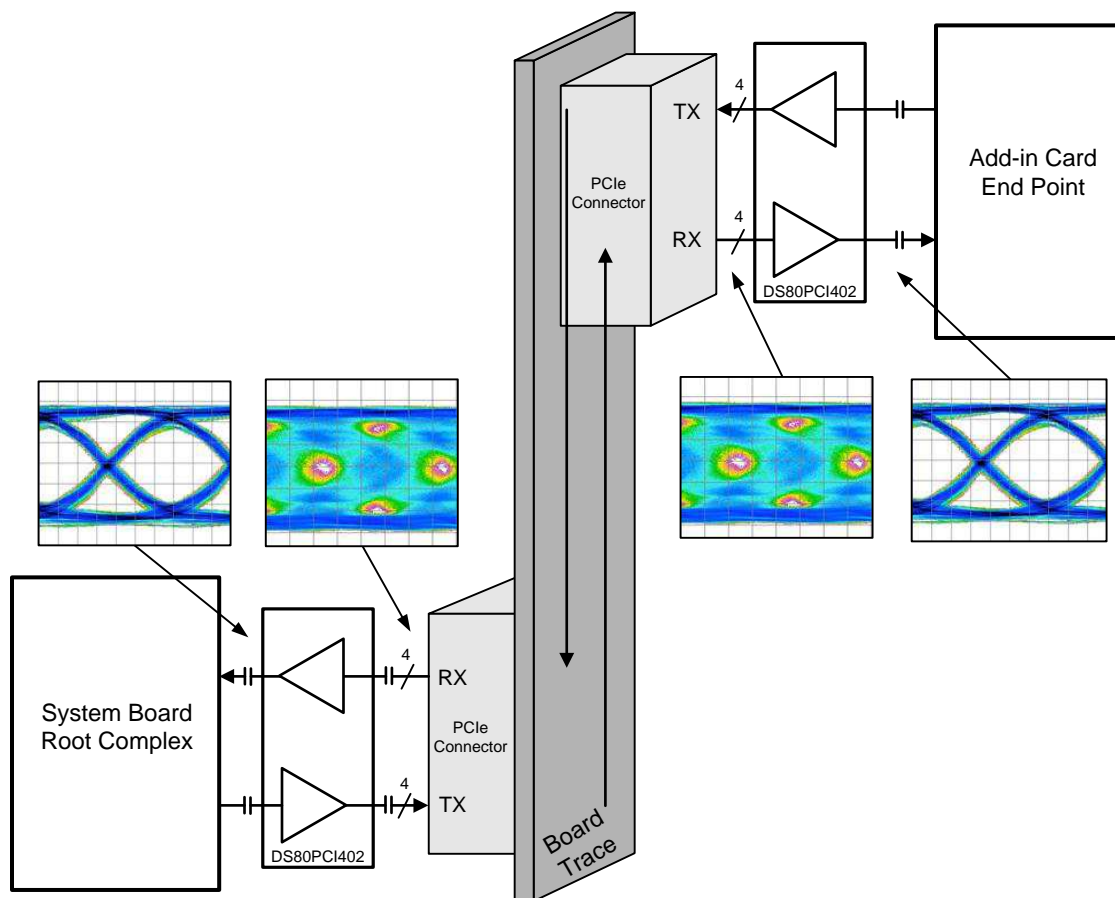 4
TX
PCIe
Connector
4
RX
DS80PCI402
Add-in Card
End Point
System Board
Root Complex
4
RX
PCIe
Connector
4
TX
DS80PCI402
Board
Trace